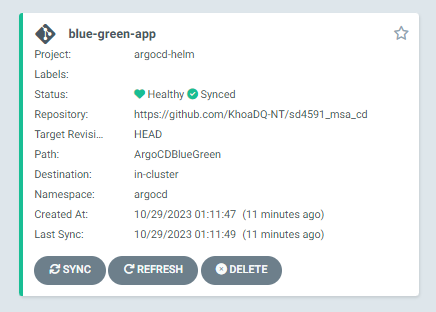 blue-green-app
Project: argocd-helm
Labels:
Status: Healthy Synced
Repository: https://github.com/KhoaDQ-NT/sd4591_msa_cd
Target Revisi... HEAD
Path: ArgoCDBlueGreen
Destination: in-cluster
Namespace: argocd
Created At: 10/29/2023 01:11:47 (11 minutes ago)
Last Sync: 10/29/2023 01:11:49 (11 minutes ago)
SYNC REFRESH DELETE